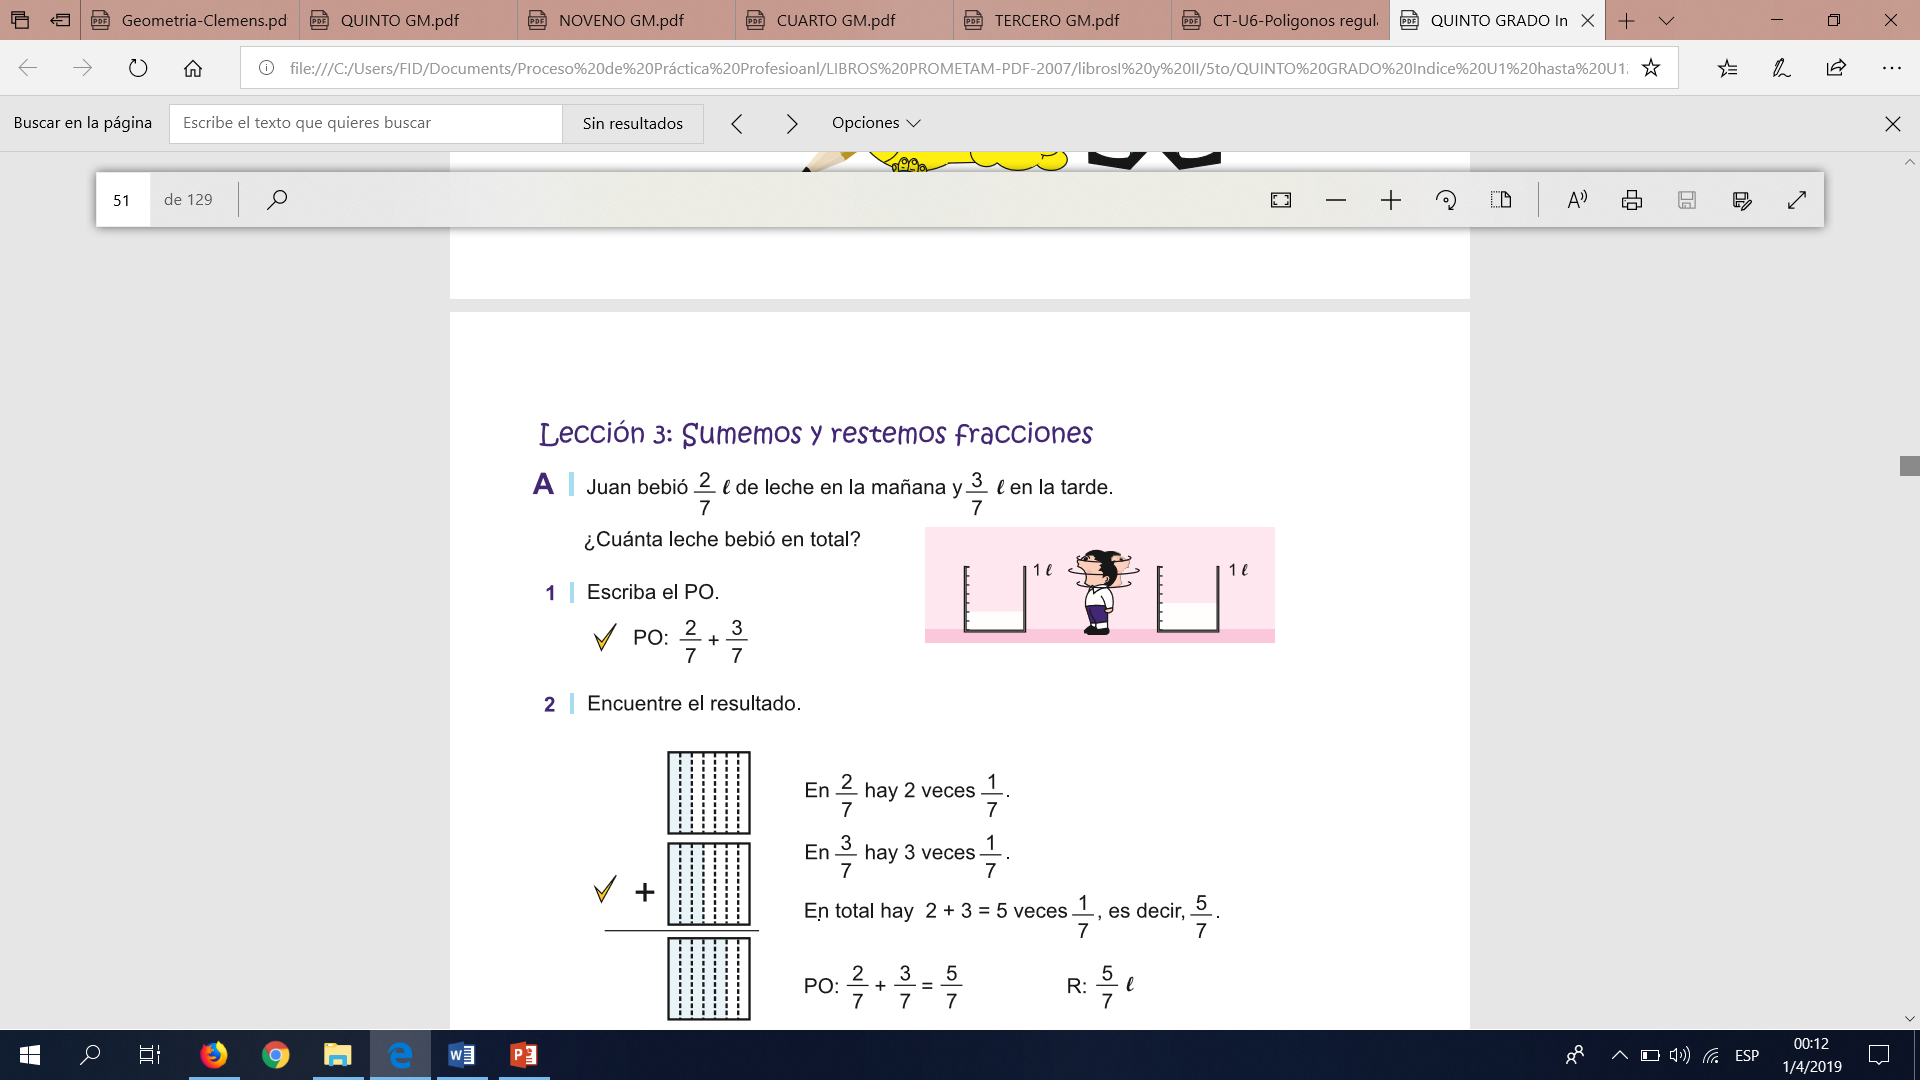 Geometria-Clemens.pd
QUINTO GM.pdf
NOVENO GM.pdf
CUARTO GM.pdf
TERCERO GM.pdf
CT-U6-Poligonos regul
QUINTO GRADO In
file:///C:/Users/FID/Documents/Proceso%20de%20Práctica%20Profesioanl/LIBROS%20PROMETAM-PDF-2007/librosI%20y%20II/5to/QUINTO%20GRADO%20Indice%20U1%20hasta%20U12
Buscar en la página
Escribe el texto que quieres buscar
Sin resultados
Opciones
51 de 129
Lección 3: Sumemos y restemos fracciones
A Juan bebió 2/7 ℓ de leche en la mañana y 3/7 ℓ en la tarde.
¿Cuánta leche bebió en total?
1 ℓ
1 ℓ
1 Escriba el PO.
PO: 2/7 + 3/7
2 Encuentre el resultado.
En 2/7 hay 2 veces 1/7.
En 3/7 hay 3 veces 1/7.
+
En total hay 2 + 3 = 5 veces 1/7, es decir, 5/7.
PO: 2/7 + 3/7 = 5/7 R: 5/7 ℓ
ESP
00:12
1/4/2019